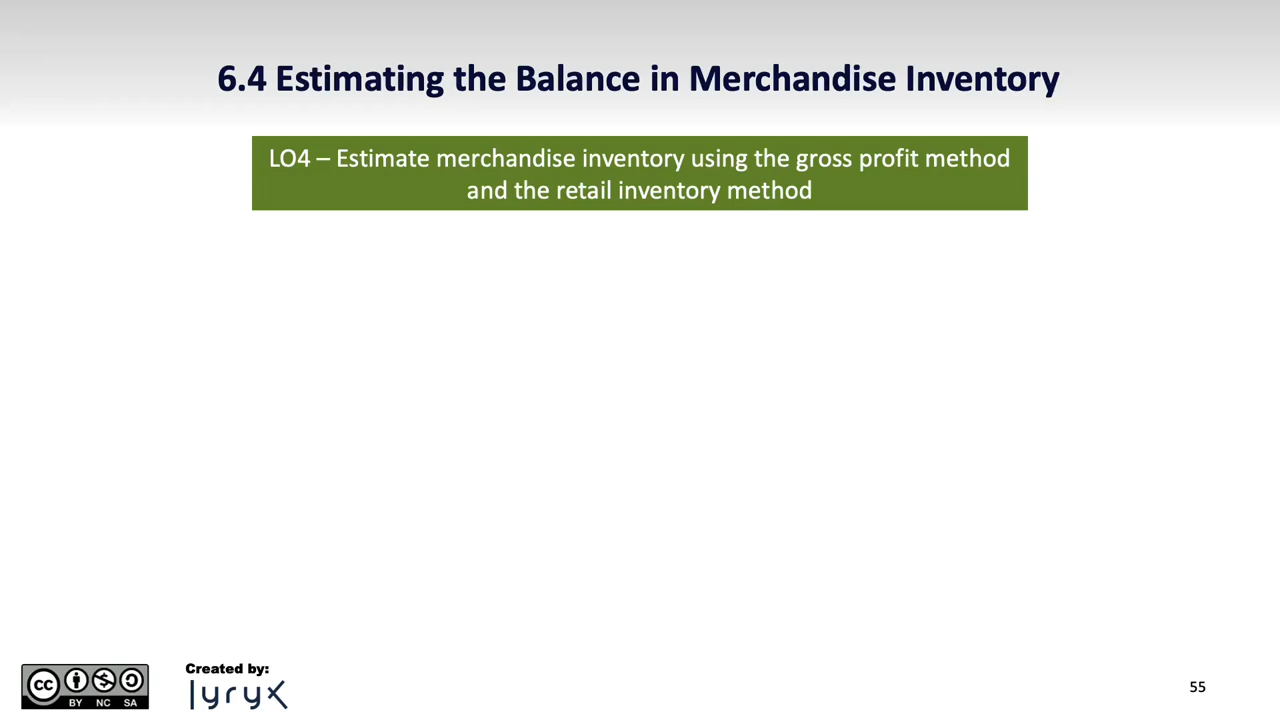 6.4 Estimating the Balance in Merchandise Inventory
LO4 – Estimate merchandise inventory using the gross profit method
and the retail inventory method
Created by:
lyryx
cc
BY NC SA
55